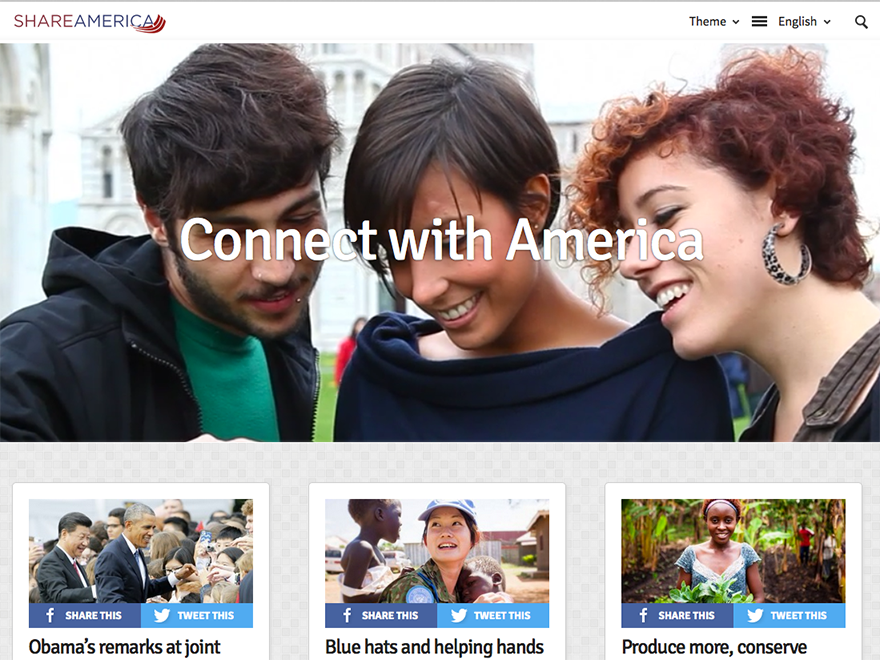 SHAREAMERICA
Theme English
Connect with America
SHARE THIS TWEET THIS
SHARE THIS TWEET THIS
SHARE THIS TWEET THIS
Obama's remarks at joint
Blue hats and helping hands
Produce more, conserve